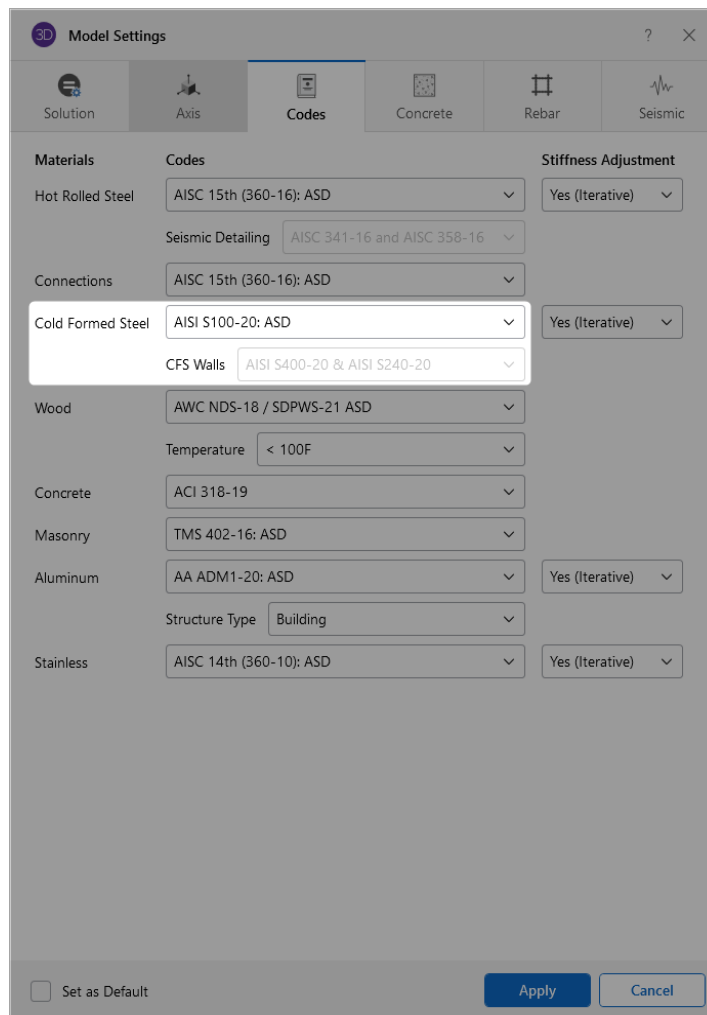 3D Model Settings ?
Solution Axis Codes Concrete Rebar Seismic
Materials Codes Stiffness Adjustment
Hot Rolled Steel AISC 15th (360-16): ASD Yes (Iterative)
Seismic Detailing AISC 341-16 and AISC 358-16
Connections AISC 15th (360-16): ASD
Cold Formed Steel AISI S100-20: ASD Yes (Iterative)
CFS Walls AISI S400-20 & AISI S240-20
Wood AWC NDS-18 / SDPWS-21 ASD
Temperature < 100F
Concrete ACI 318-19
Masonry TMS 402-16: ASD
Aluminum AA ADM1-20: ASD Yes (Iterative)
Structure Type Building
Stainless AISC 14th (360-10): ASD Yes (Iterative)
Set as Default Apply Cancel